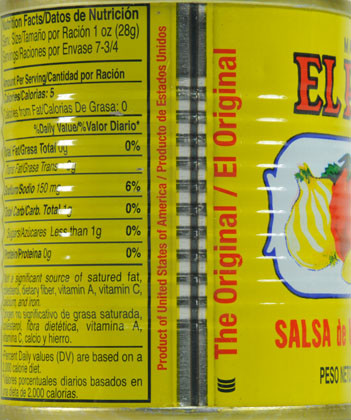 Nutrition Facts/Datos de Nutrición
Serv. Size/Tamaño por Ración 1 oz (28g)
Servings/Raciones por Envase 7-3/4
Amount Per Serving/Cantidad por Ración
Calories/Calorías: 5
Calories from Fat/Calorías De Grasa: 0
%Daily Value/%Valor Diario*
Total Fat/Grasa Total 0g 0%
Trans Fat/Grasa Trans
Sodium/Sodio 150 mg 6%
Total Carb/Carb. Total 1g 0%
Sugars/Azúcares Less than 1g 0%
Protein/Proteína 0g 0%
Not a significant source of satured fat,
cholesterol, dietary fiber, vitamin A, vitamin C,
calcium and iron.
Origen no significativo de grasa saturada,
colesterol, fibra dietética, vitamina A,
vitamina C, calcio y hierro.
Percent Daily values (DV) are based on a
2,000 calorie diet.
Valores porcentuales diarios basados en
una dieta de 2,000 calorias.
Product of United States of America / Producto de Estados Unidos
The Original / El Original
EL
SALSA de
PESO NET